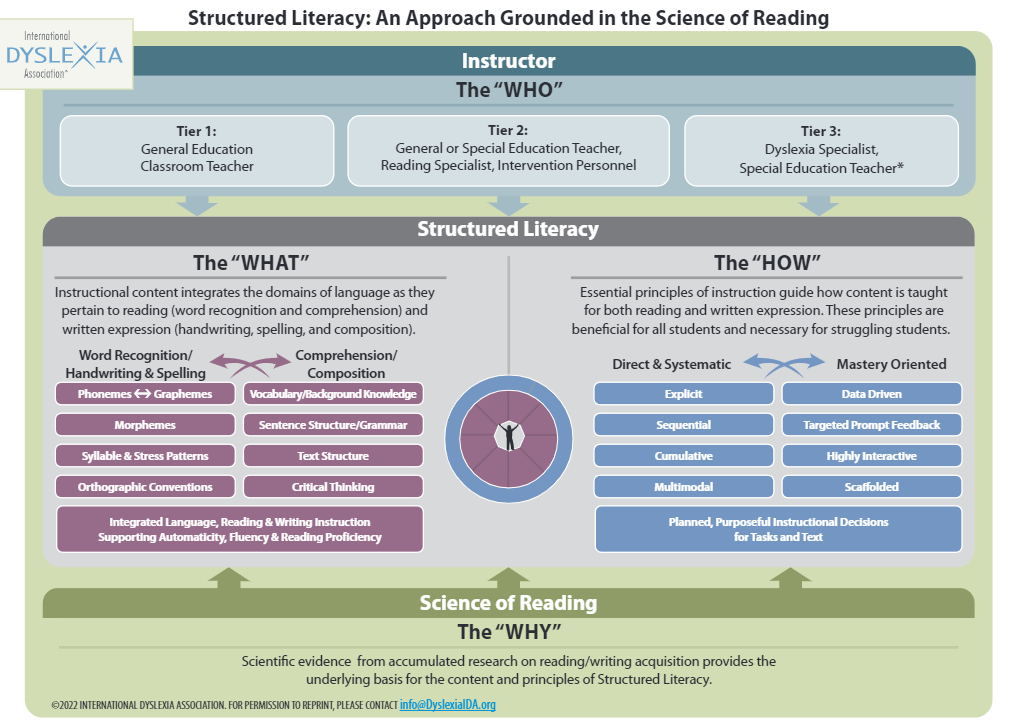 Structured Literacy: An Approach Grounded in the Science of Reading
International
DYSLEXIA
Association
Instructor
The “WHO”
Tier 1:
General Education
Classroom Teacher
Tier 2:
General or Special Education Teacher,
Reading Specialist, Intervention Personnel
Tier 3:
Dyslexia Specialist,
Special Education Teacher*
Structured Literacy
The “WHAT”
Instructional content integrates the domains of language as they
pertain to reading (word recognition and comprehension) and
written expression (handwriting, spelling, and composition).
Word Recognition/
Handwriting & Spelling
Comprehension/
Composition
Phonemes ↔ Graphemes
Vocabulary/Background Knowledge
Morphemes
Sentence Structure/Grammar
Syllable & Stress Patterns
Text Structure
Orthographic Conventions
Critical Thinking
Integrated Language, Reading & Writing Instruction
Supporting Automaticity, Fluency & Reading Proficiency
The “HOW”
Essential principles of instruction guide how content is taught
for both reading and written expression. These principles are
beneficial for all students and necessary for struggling students.
Direct & Systematic
Mastery Oriented
Explicit
Data Driven
Sequential
Targeted Prompt Feedback
Cumulative
Highly Interactive
Multimodal
Scaffolded
Planned, Purposeful Instructional Decisions
for Tasks and Text
Science of Reading
The “WHY”
Scientific evidence from accumulated research on reading/writing acquisition provides the
underlying basis for the content and principles of Structured Literacy.
©2022 INTERNATIONAL DYSLEXIA ASSOCIATION. FOR PERMISSION TO REPRINT, PLEASE CONTACT info@DyslexiaIDA.org